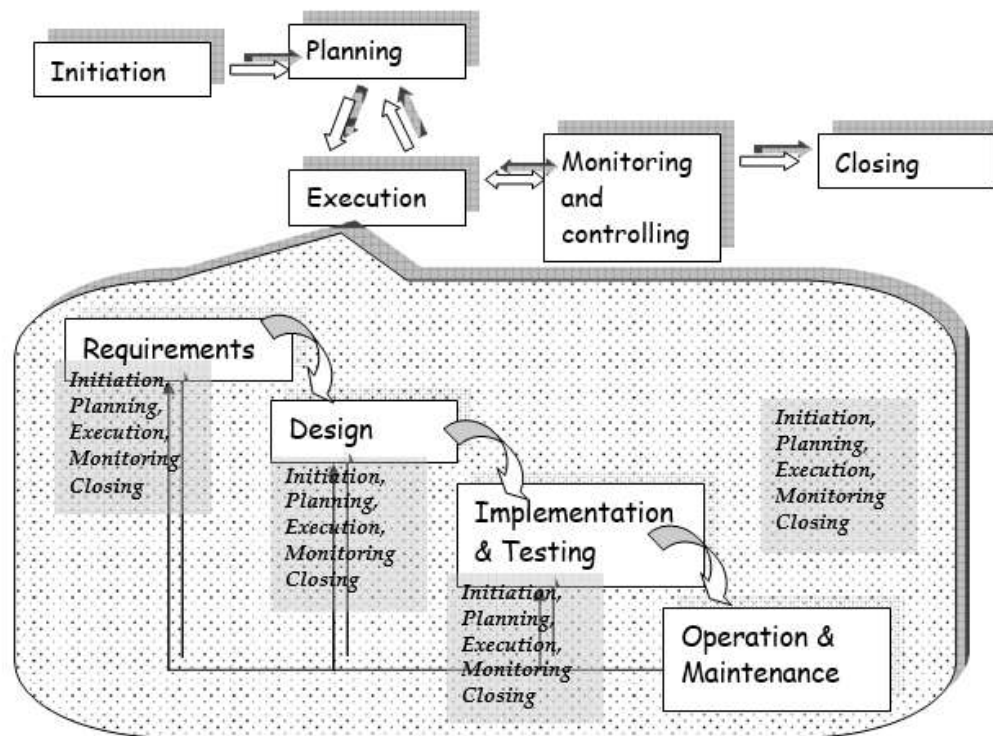 Initiation
Planning
Execution
Monitoring
and
controlling
Closing
Requirements
Initiation,
Planning,
Execution,
Monitoring
Closing
Design
Initiation,
Planning,
Execution,
Monitoring
Closing
Implementation
& Testing
Initiation,
Planning,
Execution,
Monitoring
Closing
Operation &
Maintenance
Initiation,
Planning,
Execution,
Monitoring
Closing